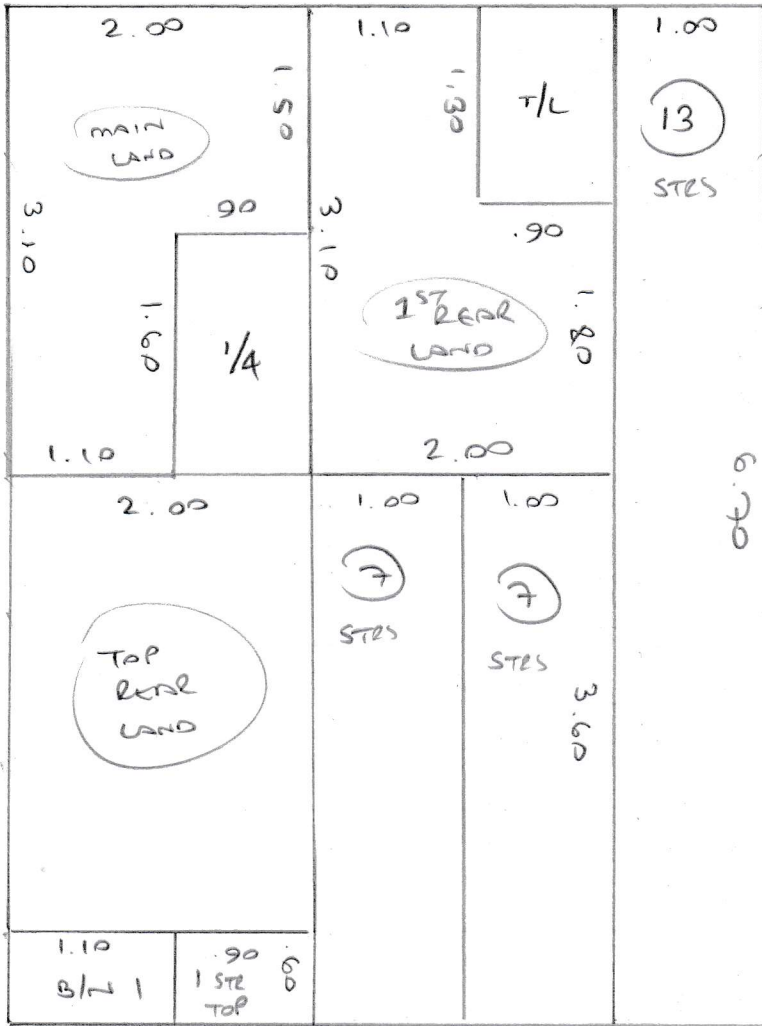 2.00
1.10
1.00
1.50
1.30
T/L
13
MAIN
LAND
STRS
3.10
.90
3.10
.90
1.60
1/4
1ST REAR
LAND
1.80
1.10
2.00
6.70
2.00
1.00
1.00
7
STRS
7
STRS
TOP
REAR
LAND
3.60
1.10
B/N 1
.90
1 STR
TOP
.60